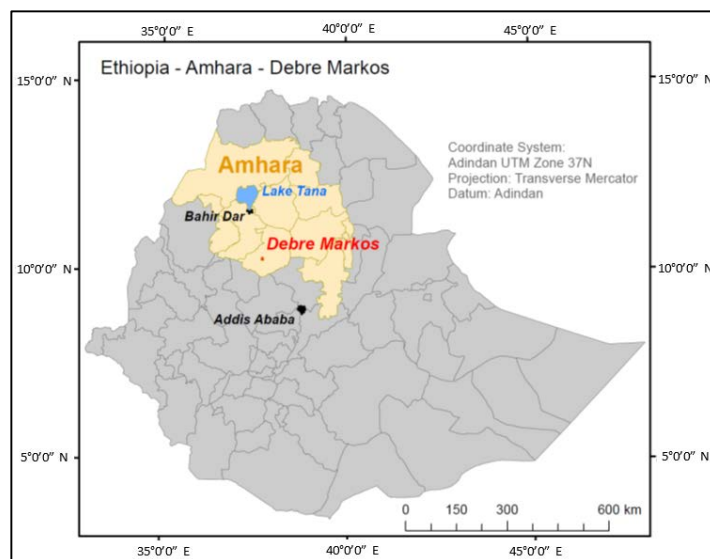 35°0'0" E 40°0'0" E 45°0'0" E
Ethiopia - Amhara - Debre Markos
15°0'0" N 15°0'0" N
Coordinate System:
Adindan UTM Zone 37N
Projection: Transverse Mercator
Datum: Adindan
Amhara
Lake Tana
Bahir Dar
Debre Markos
10°0'0" N 10°0'0" N
Addis Ababa
5°0'0" N 5°0'0" N
0 150 300 600 km
35°0'0" E 40°0'0" E 45°0'0" E